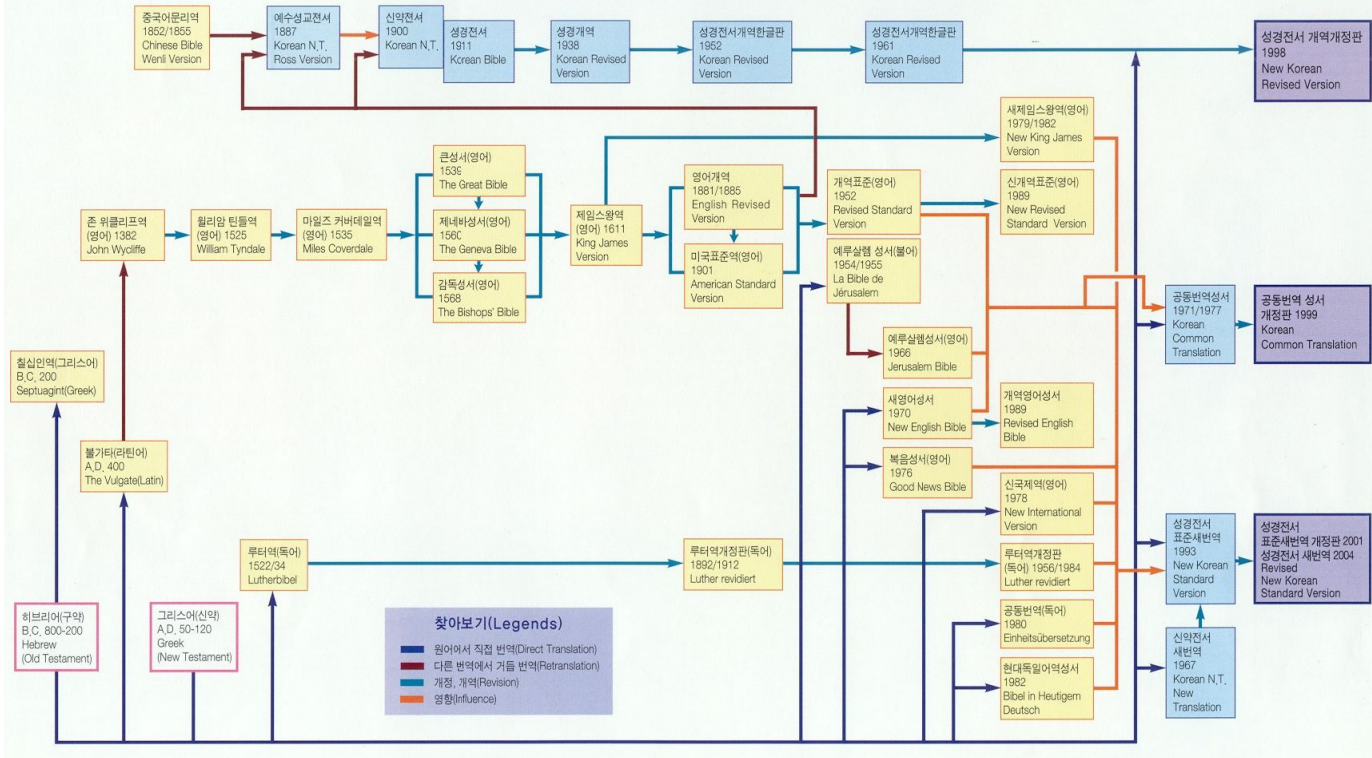 중국어문리역
1852/1855
Chinese Bible
Wenli Version
예수성교젼서
1887
Korean N.T.
Ross Version
신약젼서
1900
Korean N.T.
성경젼셔
1911
Korean Bible
성경개역
1938
Korean Revised
Version
성경전서개역한글판
1952
Korean Revised
Version
성경전서개역한글판
1961
Korean Revised
Version
성경전서 개역개정판
1998
New Korean
Revised Version
새제임스왕역(영어)
1979/1982
New King James
Version
큰성서(영어)
1539
The Great Bible
영어개역
1881/1885
English Revised
Version
개역표준(영어)
1952
Revised Standard
Version
신개역표준(영어)
1989
New Revised
Standard Version
존 위클리프역
(영어) 1382
John Wycliffe
윌리암 틴들역
(영어) 1525
William Tyndale
마일즈 커버데일역
(영어) 1535
Miles Coverdale
제네바성서(영어)
1560
The Geneva Bible
제임스왕역
(영어) 1611
King James
Version
미국표준역(영어)
1901
American Standard
Version
예루살렘 성서(불어)
1954/1955
La Bible de
Jérusalem
감독성서(영어)
1568
The Bishops' Bible
공동번역성서
1971/1977
Korean
Common
Translation
공동번역 성서
개정판 1999
Korean
Common Translation
예루살렘성서(영어)
1966
Jerusalem Bible
칠십인역(그리스어)
B.C. 200
Septuagint(Greek)
새영어성서
1970
New English Bible
개역영어성서
1989
Revised English
Bible
불가타(라틴어)
A.D. 400
The Vulgate(Latin)
복음성서(영어)
1976
Good News Bible
신국제역(영어)
1978
New International
Version
루터역(독어)
1522/34
Lutherbibel
루터역개정판(독어)
1892/1912
Luther revidiert
루터역개정판
(독어) 1956/1984
Luther revidiert
성경전서
표준새번역
1993
New Korean
Standard
Version
성경전서
표준새번역 개정판 2001
성경전서 새번역 2004
Revised
New Korean
Standard Version
히브리어(구약)
B.C. 800-200
Hebrew
(Old Testament)
그리스어(신약)
A.D. 50-120
Greek
(New Testament)
찾아보기(Legends)
원어에서 직접 번역(Direct Translation)
다른 번역에서 거듭 번역(Retranslation)
개정, 개역(Revision)
영향(Influence)
공동번역(독어)
1980
Einheitsübersetzung
현대독일어역성서
1982
Bibel in Heutigem
Deutsch
신약전서
새번역
1967
Korean N.T.
New
Translation